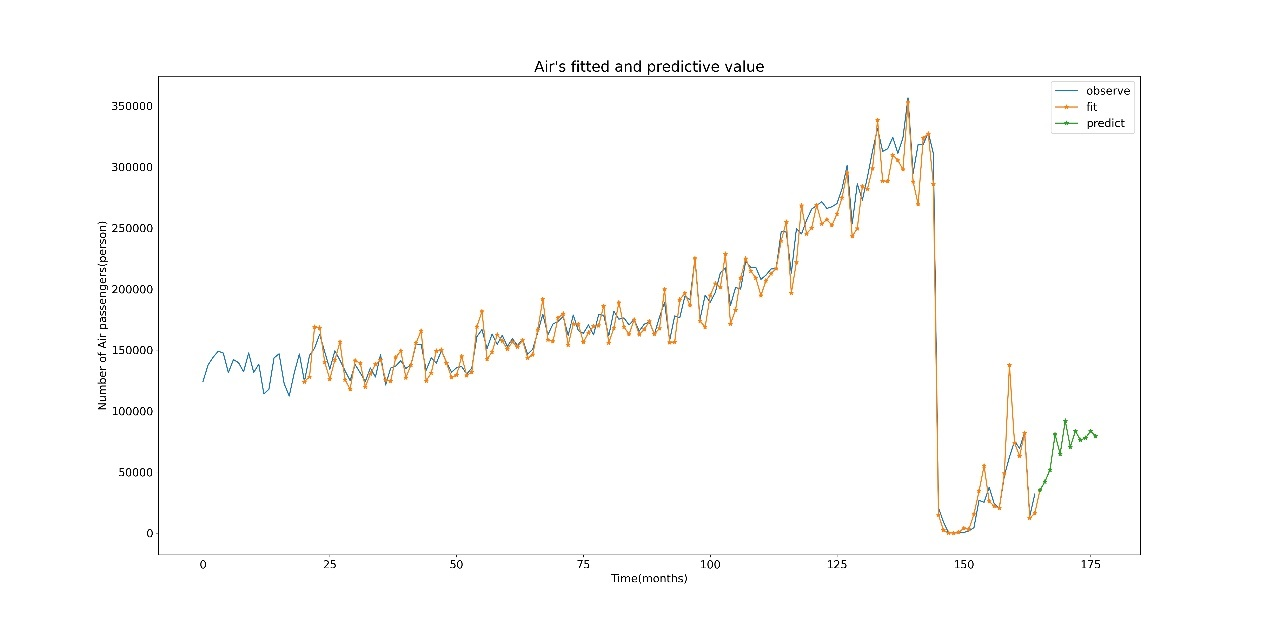 Air's fitted and predictive value
observe
fit
predict
Number of Air passengers(person)
350000
300000
250000
200000
150000
100000
50000
0
0 25 50 75 100 125 150 175
Time(months)